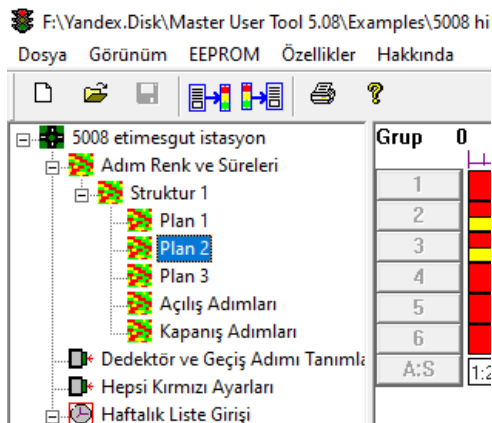 F:\Yandex.Disk\Master User Tool 5.08\Examples\5008 hi
Dosya Görünüm EEPROM Özellikler Hakkında
5008 etimesgut istasyon
Adım Renk ve Süreleri
Struktur 1
Plan 1
Plan 2
Plan 3
Açılış Adımları
Kapanış Adımları
Dedektör ve Geçiş Adımı Tanımla
Hepsi Kırmızı Ayarları
Haftalık Liste Girişi
Grup 0
1
2
3
4
5
6
A:S 1:2